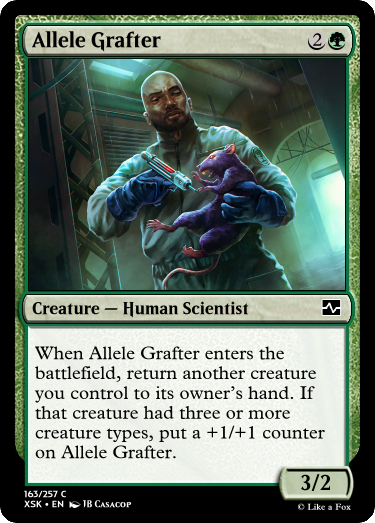 Allele Grafter 2
Creature — Human Scientist
When Allele Grafter enters the
battlefield, return another creature
you control to its owner's hand. If
that creature had three or more
creature types, put a +1/+1 counter
on Allele Grafter.
3/2
163/257 C
XSK • EN JB Casacop
© Like a Fox